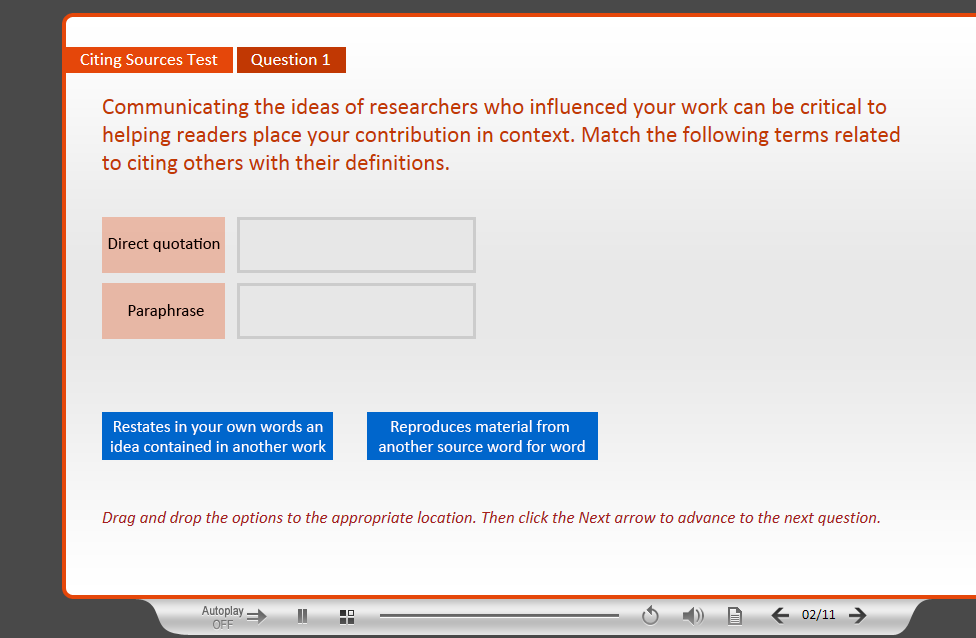 Citing Sources Test
Question 1
Communicating the ideas of researchers who influenced your work can be critical to
helping readers place your contribution in context. Match the following terms related
to citing others with their definitions.
Direct quotation
Paraphrase
Restates in your own words an
idea contained in another work
Reproduces material from
another source word for word
Drag and drop the options to the appropriate location. Then click the Next arrow to advance to the next question.
Autoplay
OFF
02/11